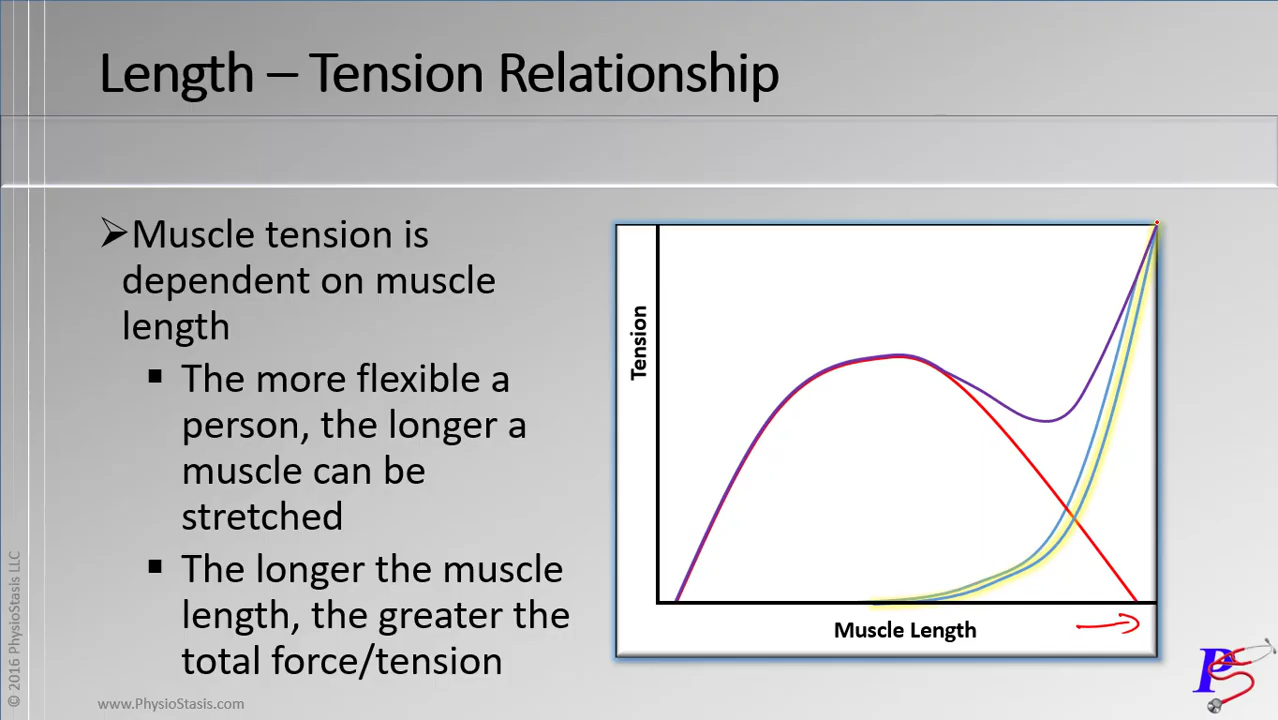 Length – Tension Relationship
Muscle tension is
dependent on muscle
length
The more flexible a
person, the longer a
muscle can be
stretched
The longer the muscle
length, the greater the
total force/tension
Tension
Muscle Length
© 2016 PhysioStasis LLC
www.PhysioStasis.com
PS